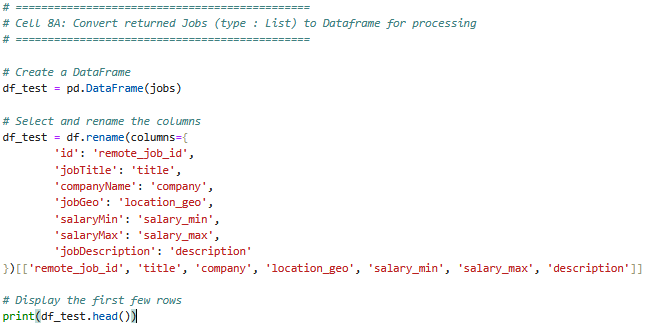 # =============================================
# Cell 8A: Convert returned Jobs (type : List) to Dataframe for processing
# =============================================
# Create a DataFrame
df_test = pd.DataFrame(jobs)
# Select and rename the columns
df_test = df.rename(columns={
'id': 'remote_job_id',
'jobTitle': 'title',
'companyName': 'company',
'jobGeo': 'location_geo',
'salaryMin': 'salary_min',
'salaryMax': 'salary_max',
'jobDescription': 'description'
})[['remote_job_id', 'title', 'company', 'location_geo', 'salary_min', 'salary_max', 'description']]
# Display the first few rows
print(df_test.head())